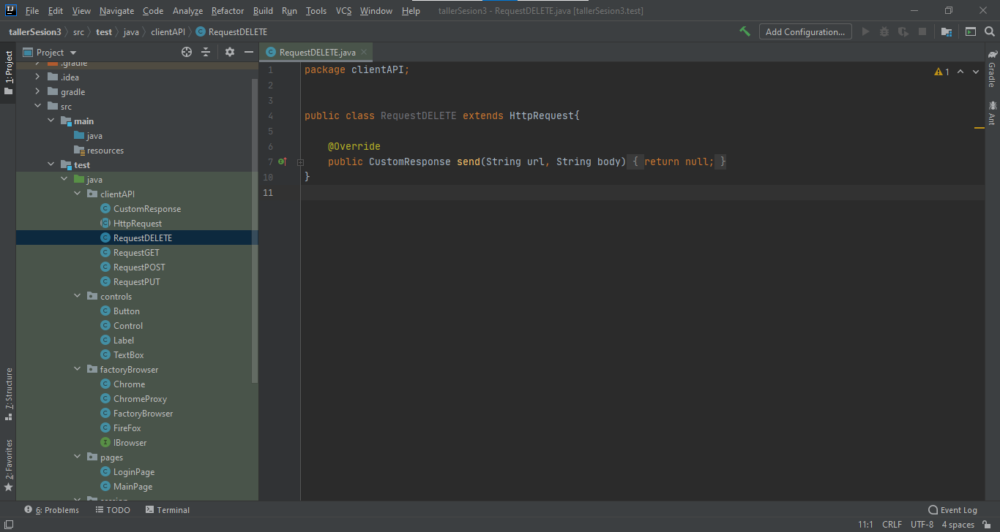 IJ File Edit View Navigate Code Analyze Refactor Build Run Tools VCS Window Help tallerSesion3 - RequestDELETE.java [tallerSesion3.test]
tallerSesion3 src test java clientAPI C RequestDELETE Add Configuration...
1: Project
Project
C RequestDELETE.java
.gradle
.idea
gradle
src
main
java
resources
test
java
clientAPI
C CustomResponse
C HttpRequest
C RequestDELETE
C RequestGET
C RequestPOST
C RequestPUT
controls
C Button
C Control
C Label
C TextBox
factoryBrowser
C Chrome
C ChromeProxy
C FactoryBrowser
C FireFox
I IBrowser
pages
C LoginPage
C MainPage
session
7: Structure
2: Favorites
1 package clientAPI;
2
3
4 public class RequestDELETE extends HttpRequest{
5
6 @Override
7 public CustomResponse send(String url, String body) { return null; }
10 }
11
1
Gradle
Ant
6: Problems TODO Terminal Event Log
11:1 CRLF UTF-8 4 spaces